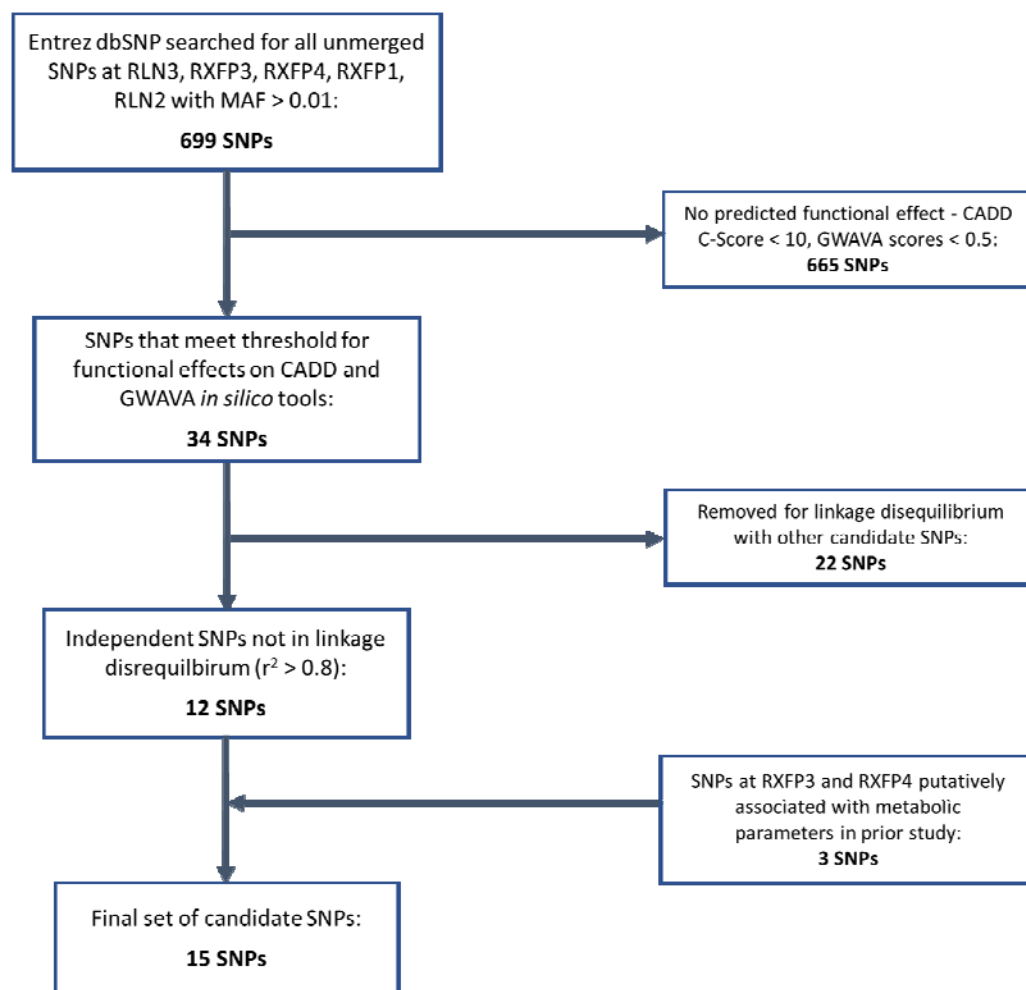 Entrez dbSNP searched for all unmerged
SNPs at RLN3, RXFP3, RXFP4, RXFP1,
RLN2 with MAF > 0.01:
699 SNPs
No predicted functional effect - CADD
C-Score < 10, GWAVA scores < 0.5:
665 SNPs
SNPs that meet threshold for
functional effects on CADD and
GWAVA in silico tools:
34 SNPs
Removed for linkage disequilibrium
with other candidate SNPs:
22 SNPs
Independent SNPs not in linkage
disrequilbirum (r² > 0.8):
12 SNPs
SNPs at RXFP3 and RXFP4 putatively
associated with metabolic
parameters in prior study:
3 SNPs
Final set of candidate SNPs:
15 SNPs